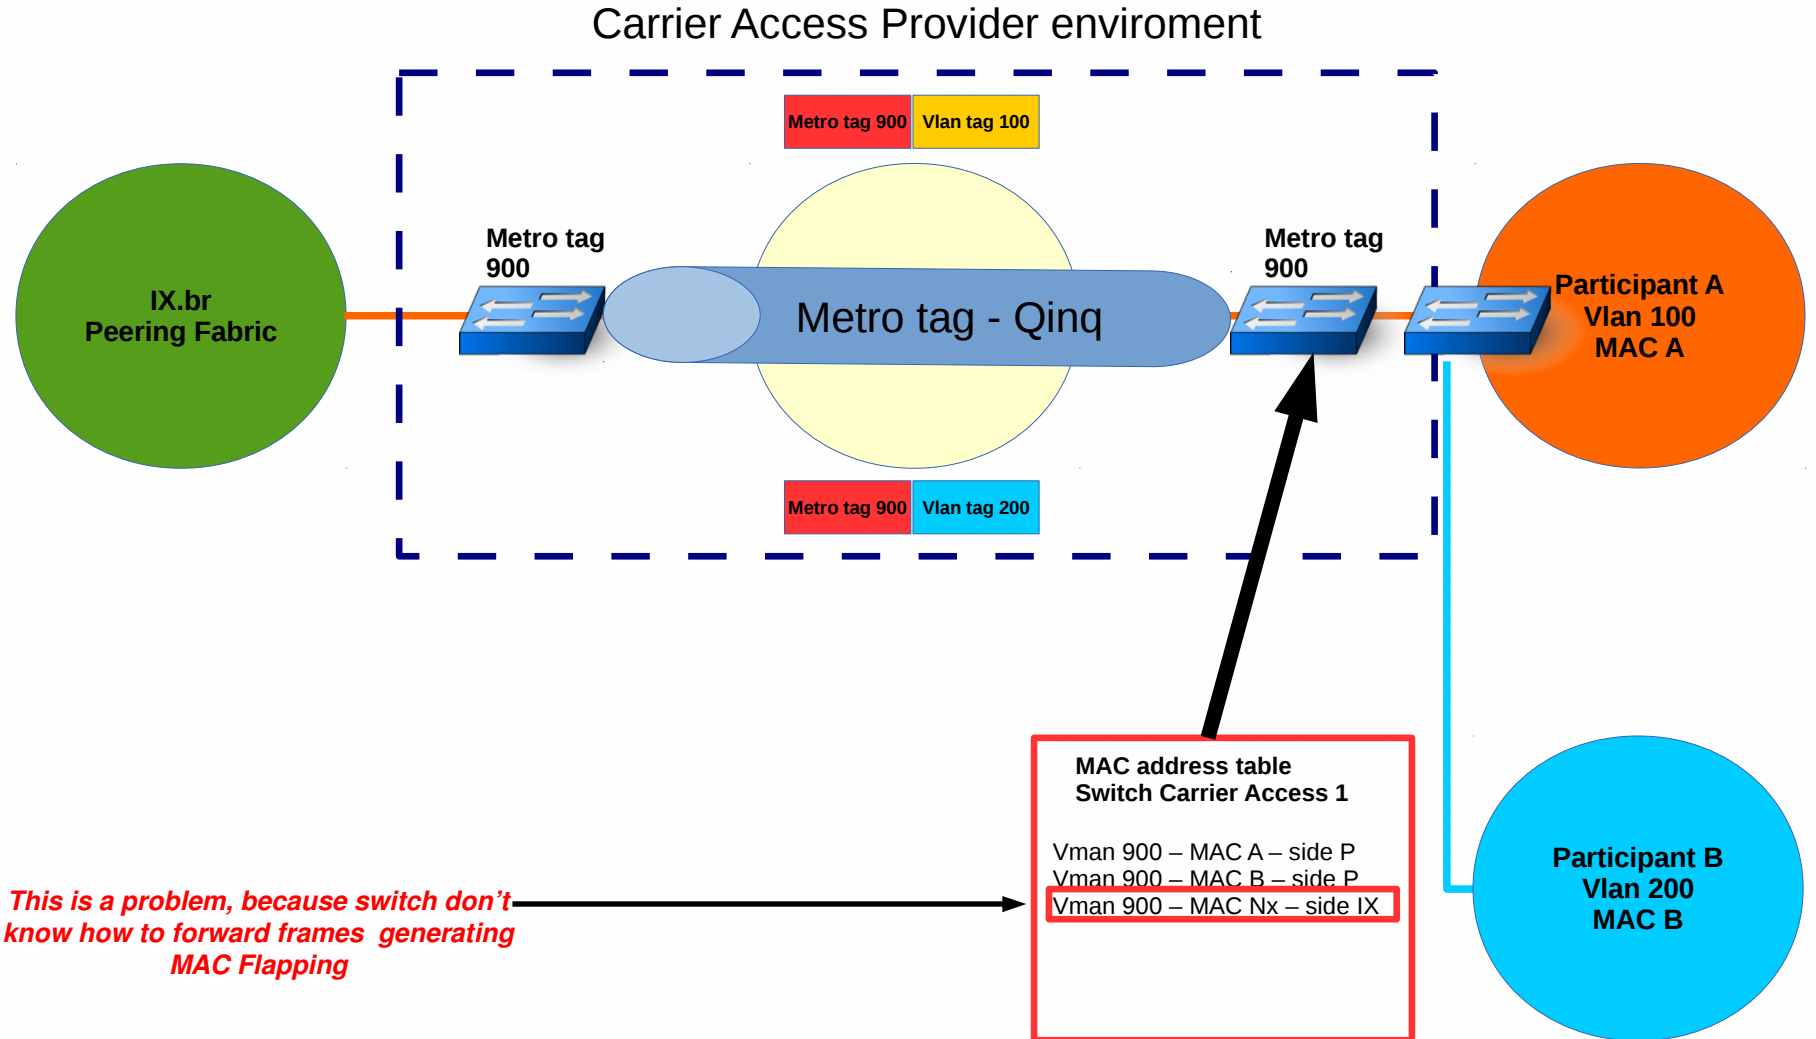 Carrier Access Provider enviroment
Metro tag 900 Vlan tag 100
Metro tag
900
Metro tag
900
IX.br
Peering Fabric
Metro tag - Qinq
Participant A
Vlan 100
MAC A
Metro tag 900 Vlan tag 200
MAC address table
Switch Carrier Access 1
Vman 900 – MAC A – side P
Vman 900 – MAC B – side P
Vman 900 – MAC Nx – side IX
This is a problem, because switch don't
know how to forward frames generating
MAC Flapping
Participant B
Vlan 200
MAC B